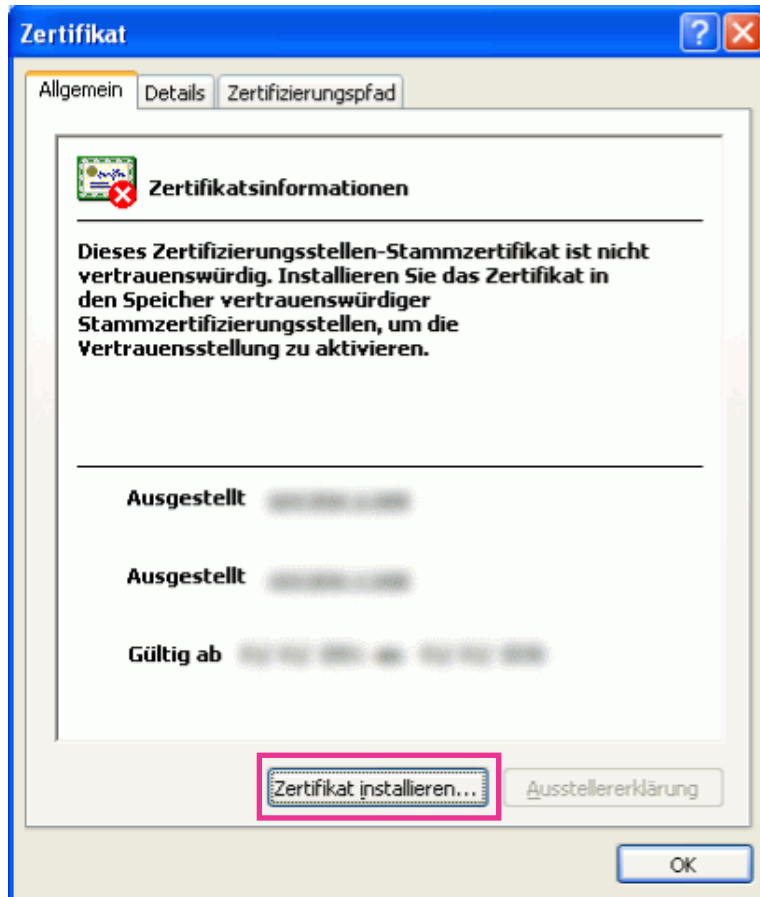 Zertifikat
Allgemein Details Zertifizierungspfad
Zertifikatsinformationen
Dieses Zertifizierungsstellen-Stammzertifikat ist nicht
vertrauenswürdig. Installieren Sie das Zertifikat in
den Speicher vertrauenswürdiger
Stammzertifizierungsstellen, um die
Vertrauensstellung zu aktivieren.
Ausgestellt
Ausgestellt
Gültig ab
Zertifikat installieren... Ausstellererklärung
OK